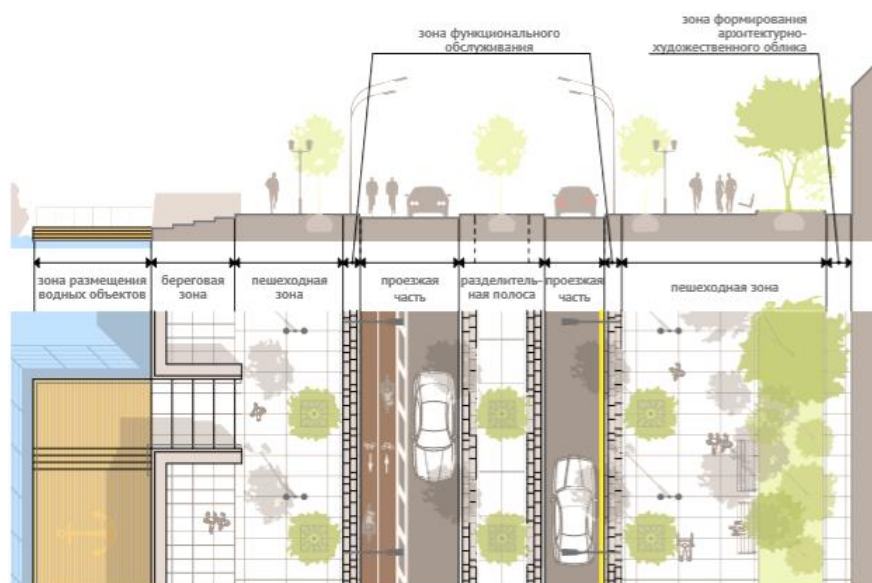 зона функционального
обслуживания
зона формирования
архитектурно-
художественного облика
зона размещения
водных объектов
береговая
зона
пешеходная
зона
проезжая
часть
разделитель-
ная полоса
проезжая
часть
пешеходная зона